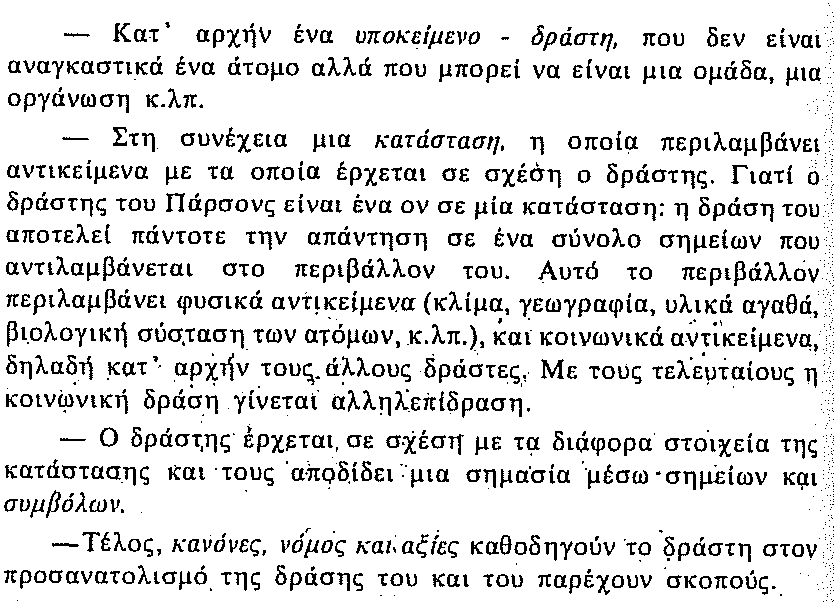 — Κατ' αρχήν ένα υποκείμενο - δράστη, που δεν είναι
αναγκαστικά ένα άτομο αλλά που μπορεί να είναι μια ομάδα, μια
οργάνωση κ.λπ.
— Στη συνέχεια μια κατάσταση, η οποία περιλαμβάνει
αντικείμενα με τα οποία έρχεται σε σχέση ο δράστης. Γιατί ο
δράστης του Πάρσονς είναι ένα ον σε μία κατάσταση: η δράση του
αποτελεί πάντοτε την απάντηση σε ένα σύνολο σημείων που
αντιλαμβάνεται στο περιβάλλον του. Αυτό το περιβάλλον
περιλαμβάνει φυσικά αντικείμενα (κλίμα, γεωγραφία, υλικά αγαθά,
βιολογική σύσταση των ατόμων, κ.λπ.), και κοινωνικά αντικείμενα,
δηλαδή κατ' αρχήν τους άλλους δράστες. Με τους τελευταίους η
κοινωνική δράση γίνεται αλληλεπίδραση.
— Ο δράστης έρχεται σε σχέση με τα διάφορα στοιχεία της
κατάστασης και τους αποδίδει μια σημασία μέσω σημείων και
συμβόλων.
—Τέλος, κανόνες, νόμος και αξίες καθοδηγούν το δράστη στον
προσανατολισμό της δράσης του και του παρέχουν σκοπούς.